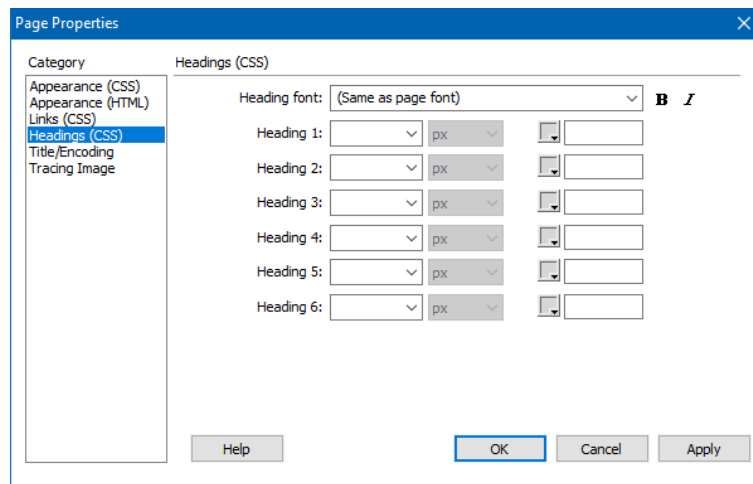 Page Properties
Category
Appearance (CSS)
Appearance (HTML)
Links (CSS)
Headings (CSS)
Title/Encoding
Tracing Image
Headings (CSS)
Heading font: (Same as page font) B I
Heading 1: px
Heading 2: px
Heading 3: px
Heading 4: px
Heading 5: px
Heading 6: px
Help OK Cancel Apply